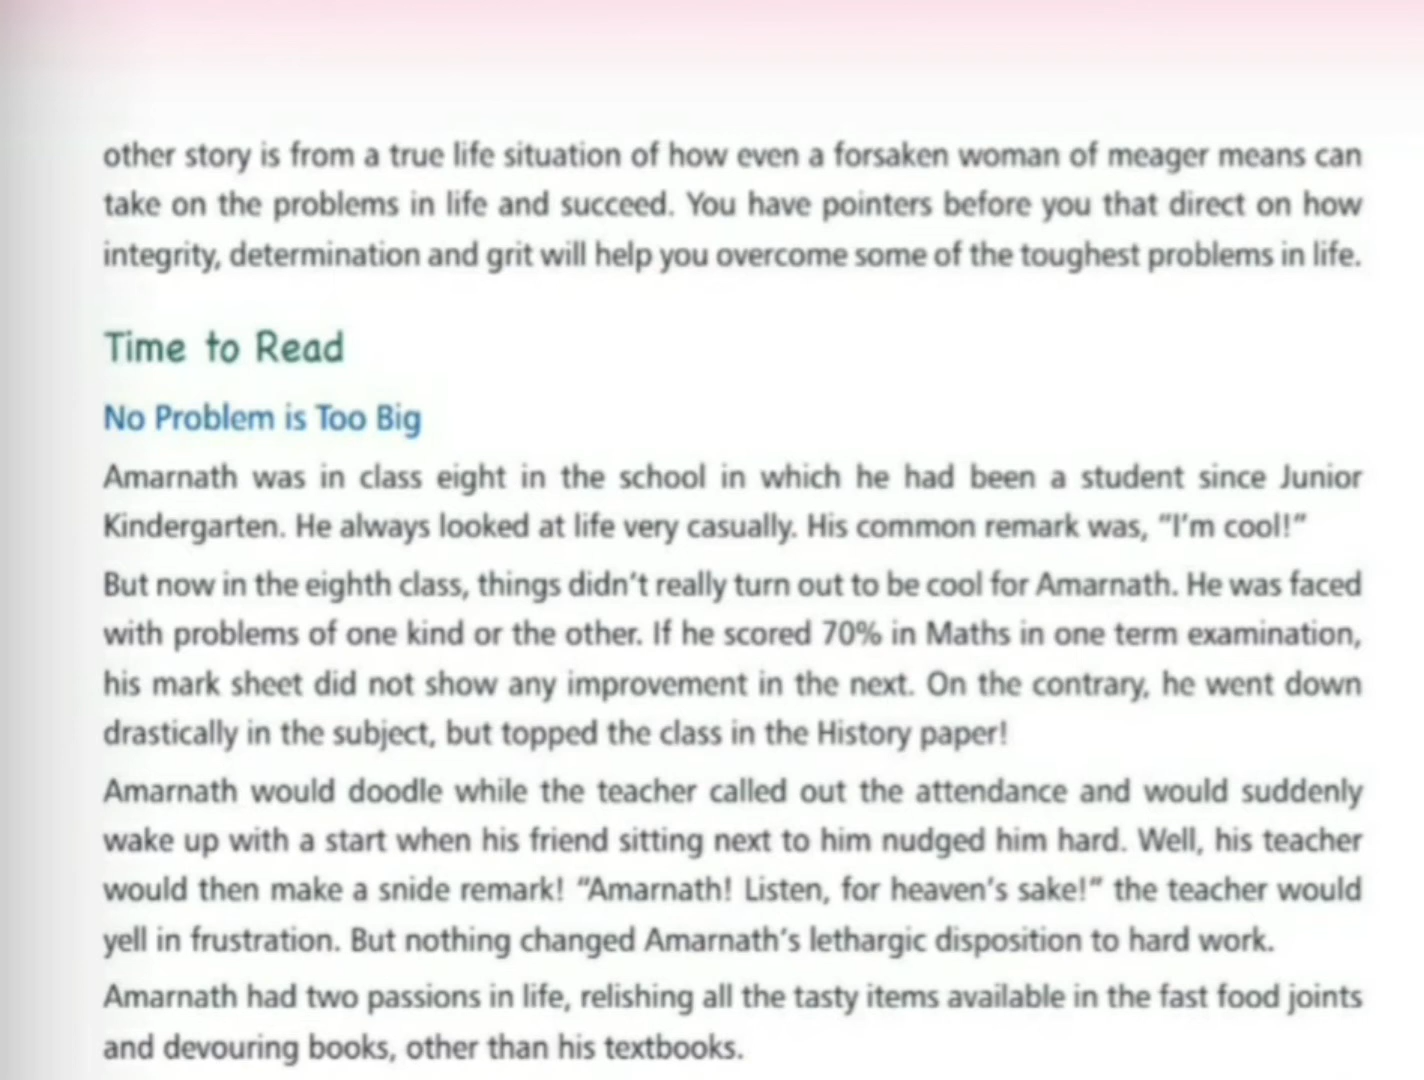 other story is from a true life situation of how even a forsaken woman of meager means can
take on the problems in life and succeed. You have pointers before you that direct on how
integrity, determination and grit will help you overcome some of the toughest problems in life.
Time to Read
No Problem is Too Big
Amarnath was in class eight in the school in which he had been a student since Junior
Kindergarten. He always looked at life very casually. His common remark was, “I’m cool!”
But now in the eighth class, things didn’t really turn out to be cool for Amarnath. He was faced
with problems of one kind or the other. If he scored 70% in Maths in one term examination,
his mark sheet did not show any improvement in the next. On the contrary, he went down
drastically in the subject, but topped the class in the History paper!
Amarnath would doodle while the teacher called out the attendance and would suddenly
wake up with a start when his friend sitting next to him nudged him hard. Well, his teacher
would then make a snide remark! “Amarnath! Listen, for heaven’s sake!” the teacher would
yell in frustration. But nothing changed Amarnath’s lethargic disposition to hard work.
Amarnath had two passions in life, relishing all the tasty items available in the fast food joints
and devouring books, other than his textbooks.